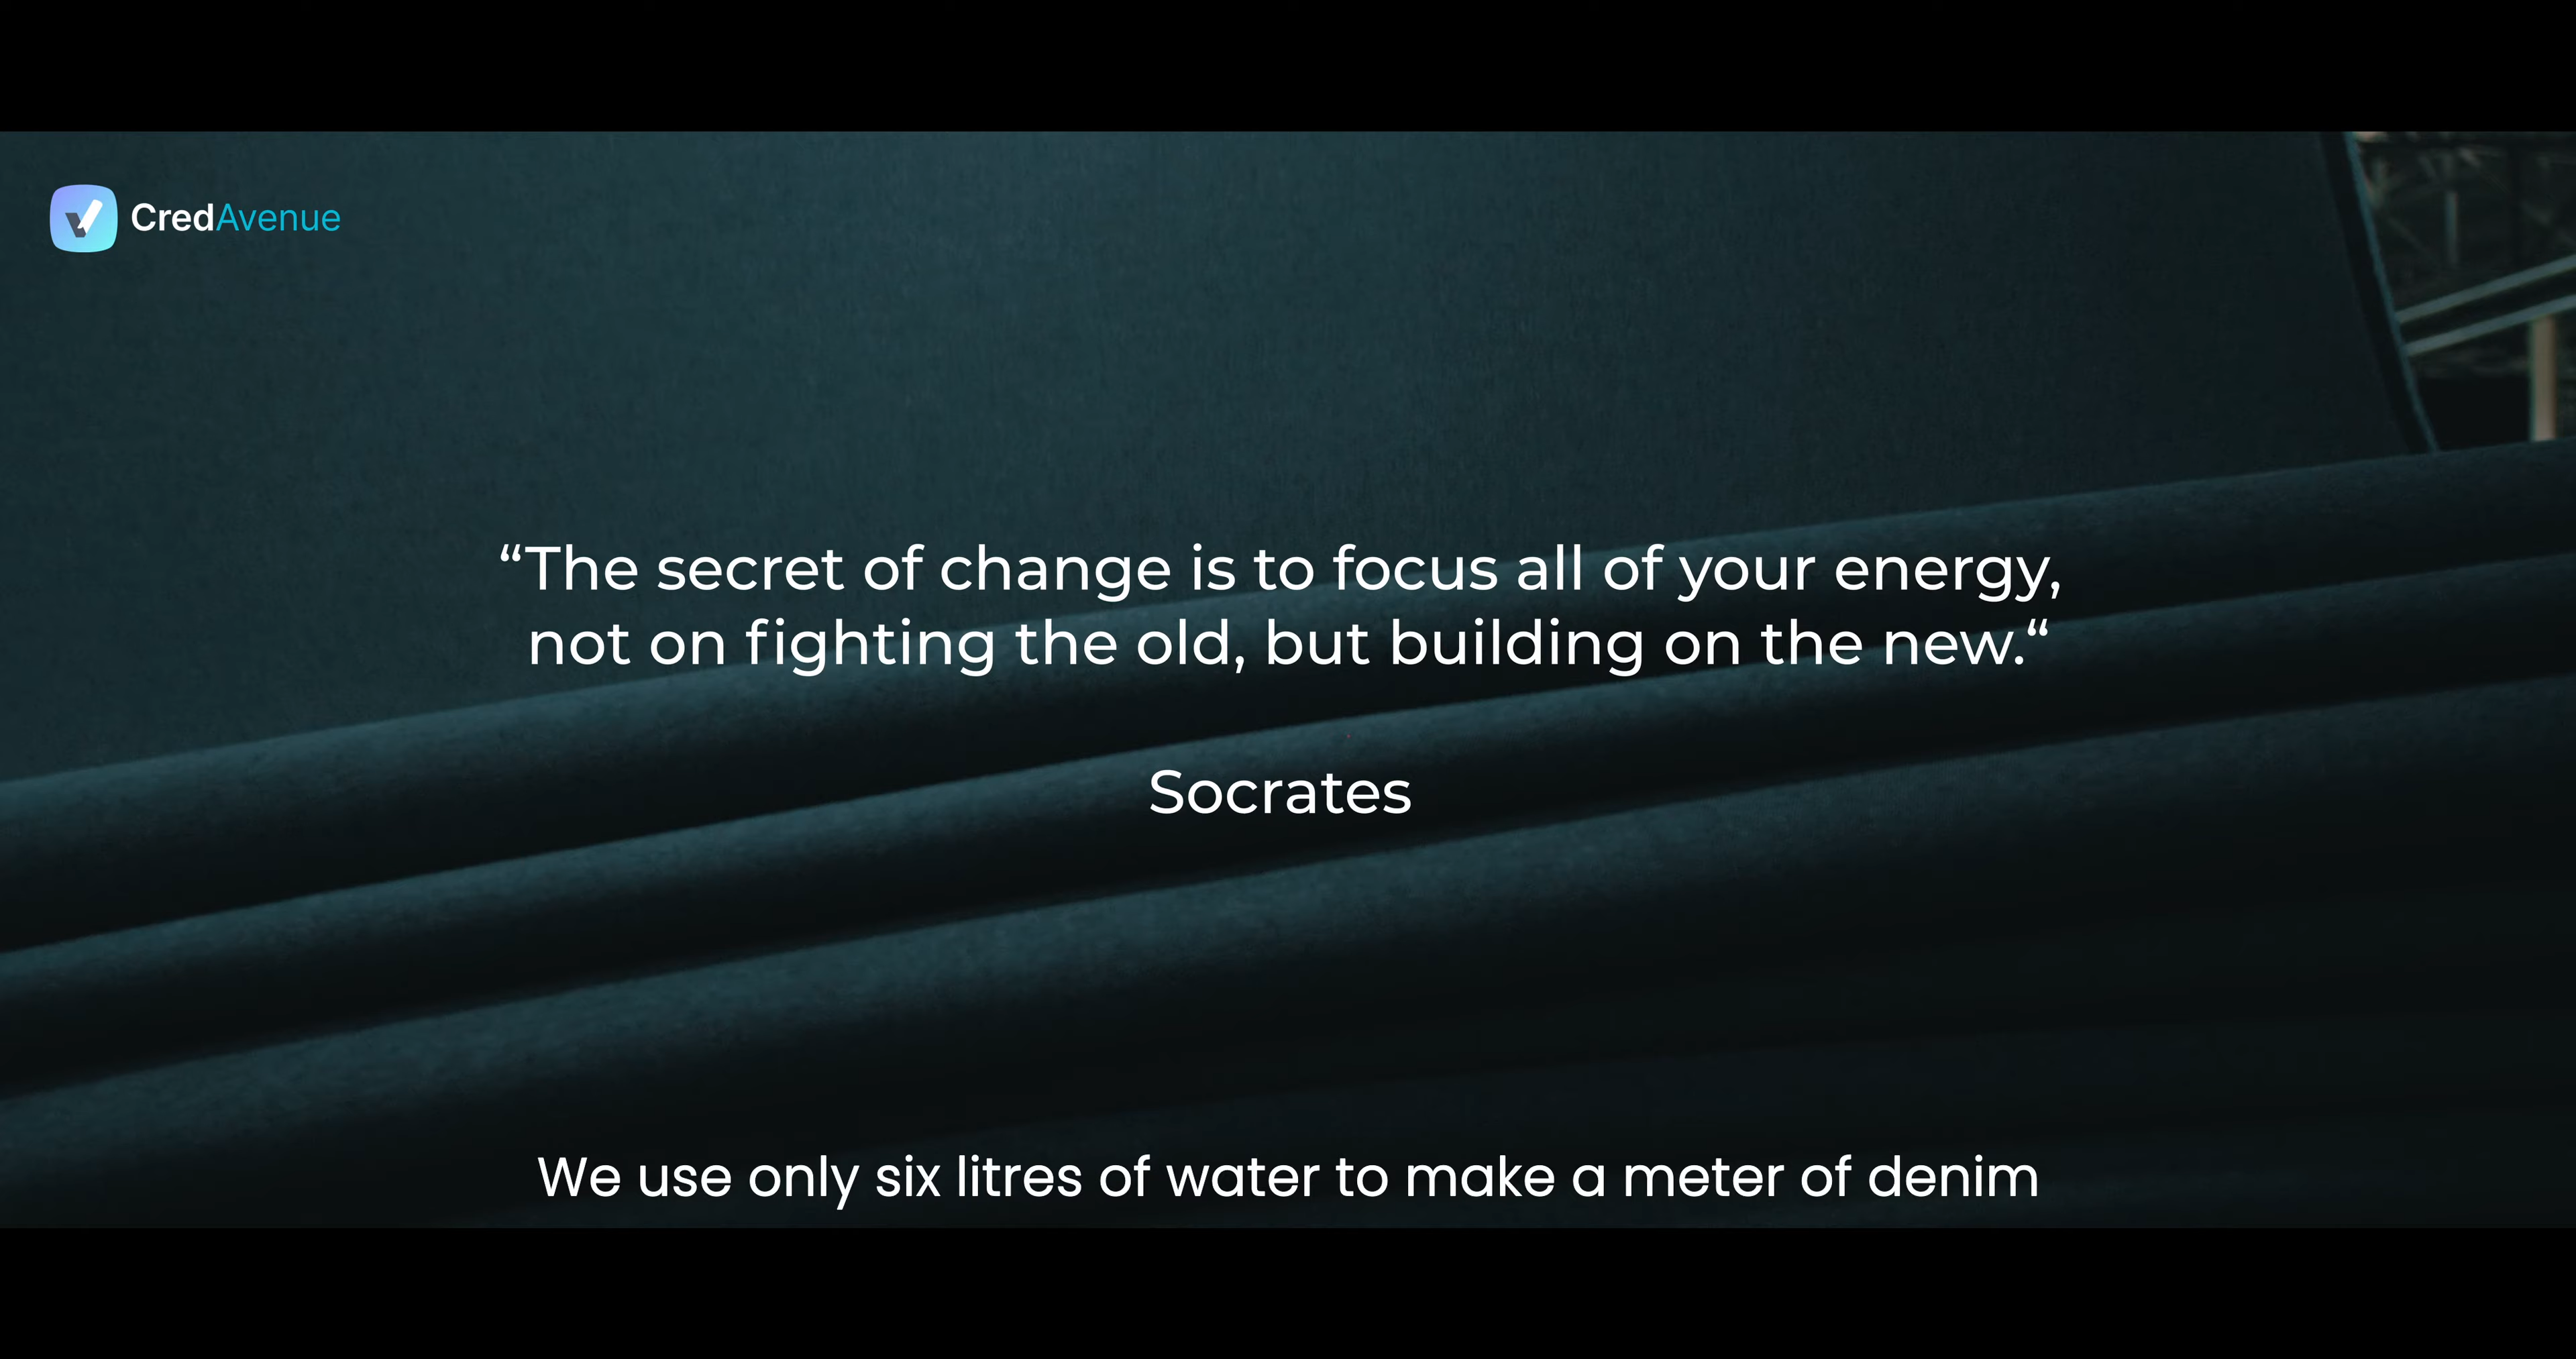 CredAvenue
“The secret of change is to focus all of your energy,
not on fighting the old, but building on the new.“
Socrates
We use only six litres of water to make a meter of denim